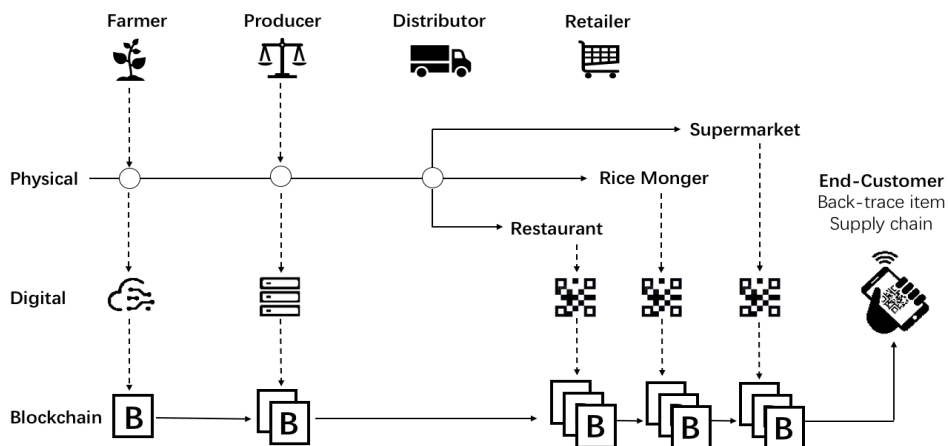 Farmer
Producer
Distributor
Retailer
Supermarket
Physical
Rice Monger
End-Customer
Back-trace item
Supply chain
Restaurant
Digital
Blockchain
B
B
B
B
B